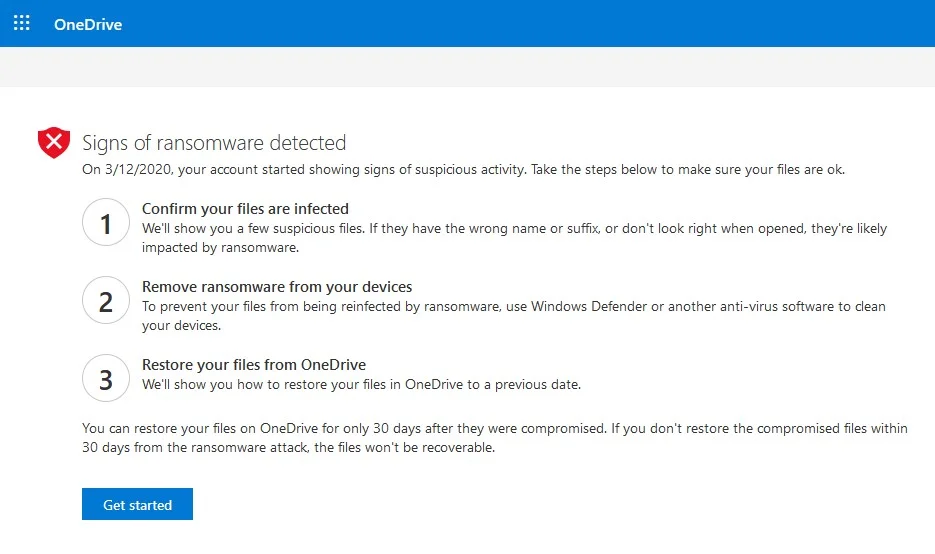 OneDrive
Signs of ransomware detected
On 3/12/2020, your account started showing signs of suspicious activity. Take the steps below to make sure your files are ok.
1
Confirm your files are infected
We'll show you a few suspicious files. If they have the wrong name or suffix, or don't look right when opened, they're likely
impacted by ransomware.
2
Remove ransomware from your devices
To prevent your files from being reinfected by ransomware, use Windows Defender or another anti-virus software to clean
your devices.
3
Restore your files from OneDrive
We'll show you how to restore your files in OneDrive to a previous date.
You can restore your files on OneDrive for only 30 days after they were compromised. If you don't restore the compromised files within
30 days from the ransomware attack, the files won't be recoverable.
Get started